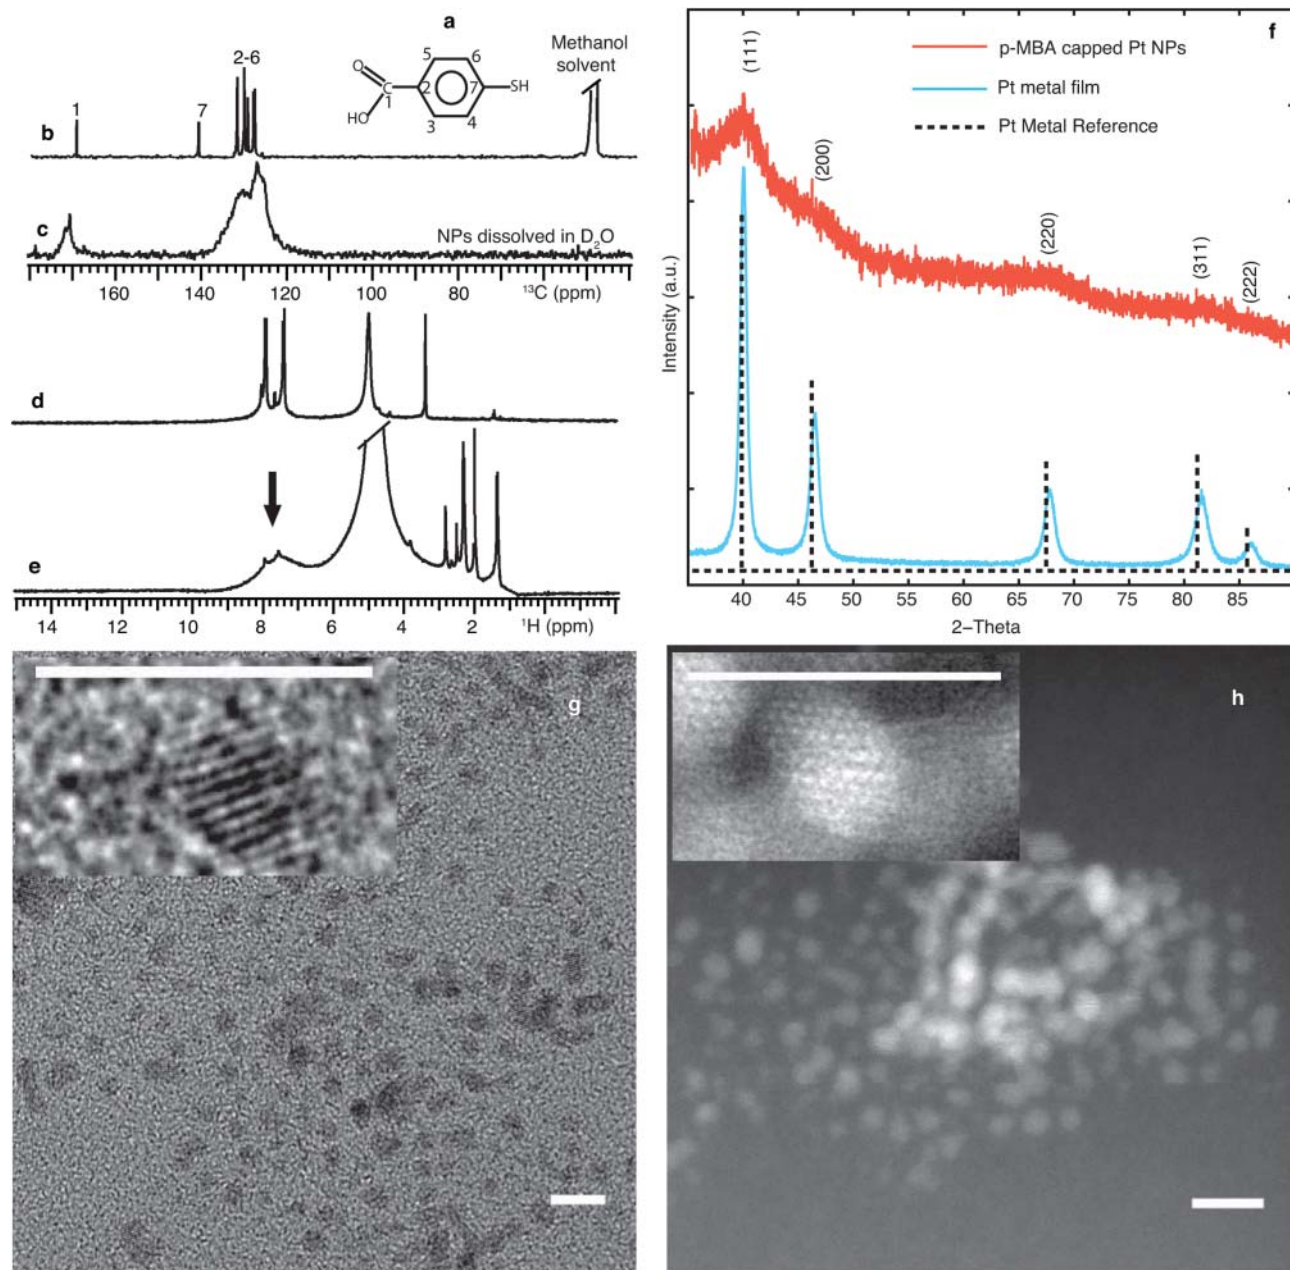 a
5
6
O
C
1
2
7
SH
HO
3
4
Methanol
solvent
b
1
7
2-6
c
NPs dissolved in D₂O
160
140
120
100
80
¹³C (ppm)
d
e
14
12
10
8
6
4
2
¹H (ppm)
f
p-MBA capped Pt NPs
Pt metal film
Pt Metal Reference
(111)
(200)
(220)
(311)
(222)
Intensity (a.u.)
40
45
50
55
60
65
70
75
80
85
2−Theta
g
h